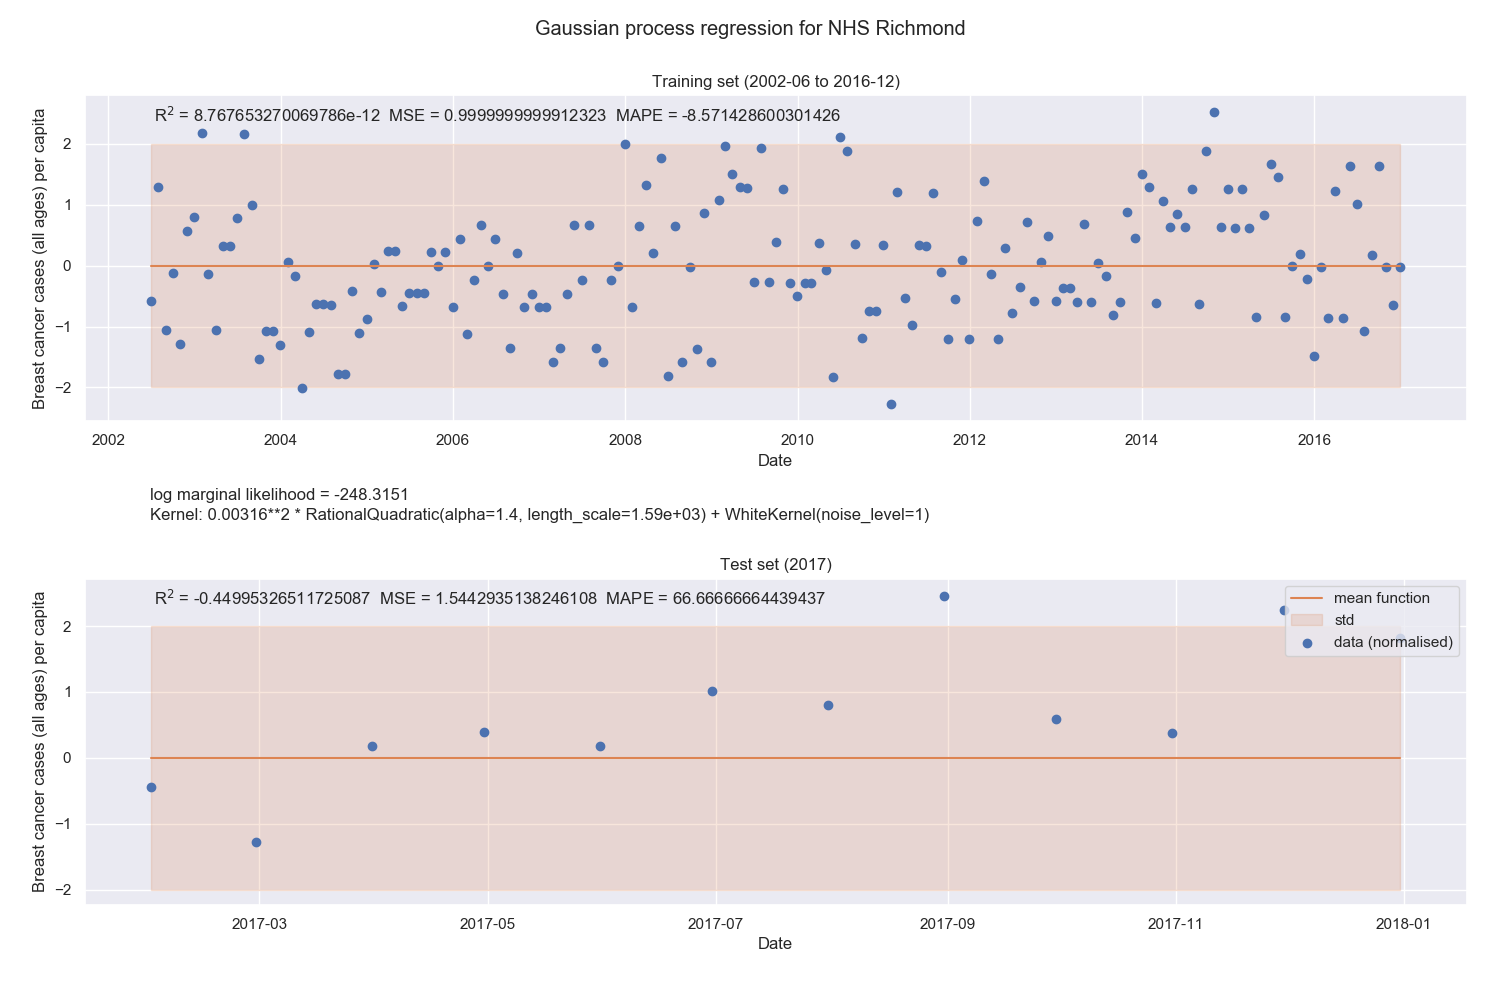 Gaussian process regression for NHS Richmond
Training set (2002-06 to 2016-12)
R² = 8.767653270069786e-12  MSE = 0.9999999999912323  MAPE = -8.571428600301426
Breast cancer cases (all ages) per capita
2
1
0
−1
−2
2002 2004 2006 2008 2010 2012 2014 2016
Date
log marginal likelihood = -248.3151
Kernel: 0.00316**2 * RationalQuadratic(alpha=1.4, length_scale=1.59e+03) + WhiteKernel(noise_level=1)
Test set (2017)
R² = -0.44995326511725087  MSE = 1.5442935138246108  MAPE = 66.66666664439437
mean function
std
data (normalised)
Breast cancer cases (all ages) per capita
2
1
0
−1
−2
2017-03 2017-05 2017-07 2017-09 2017-11 2018-01
Date